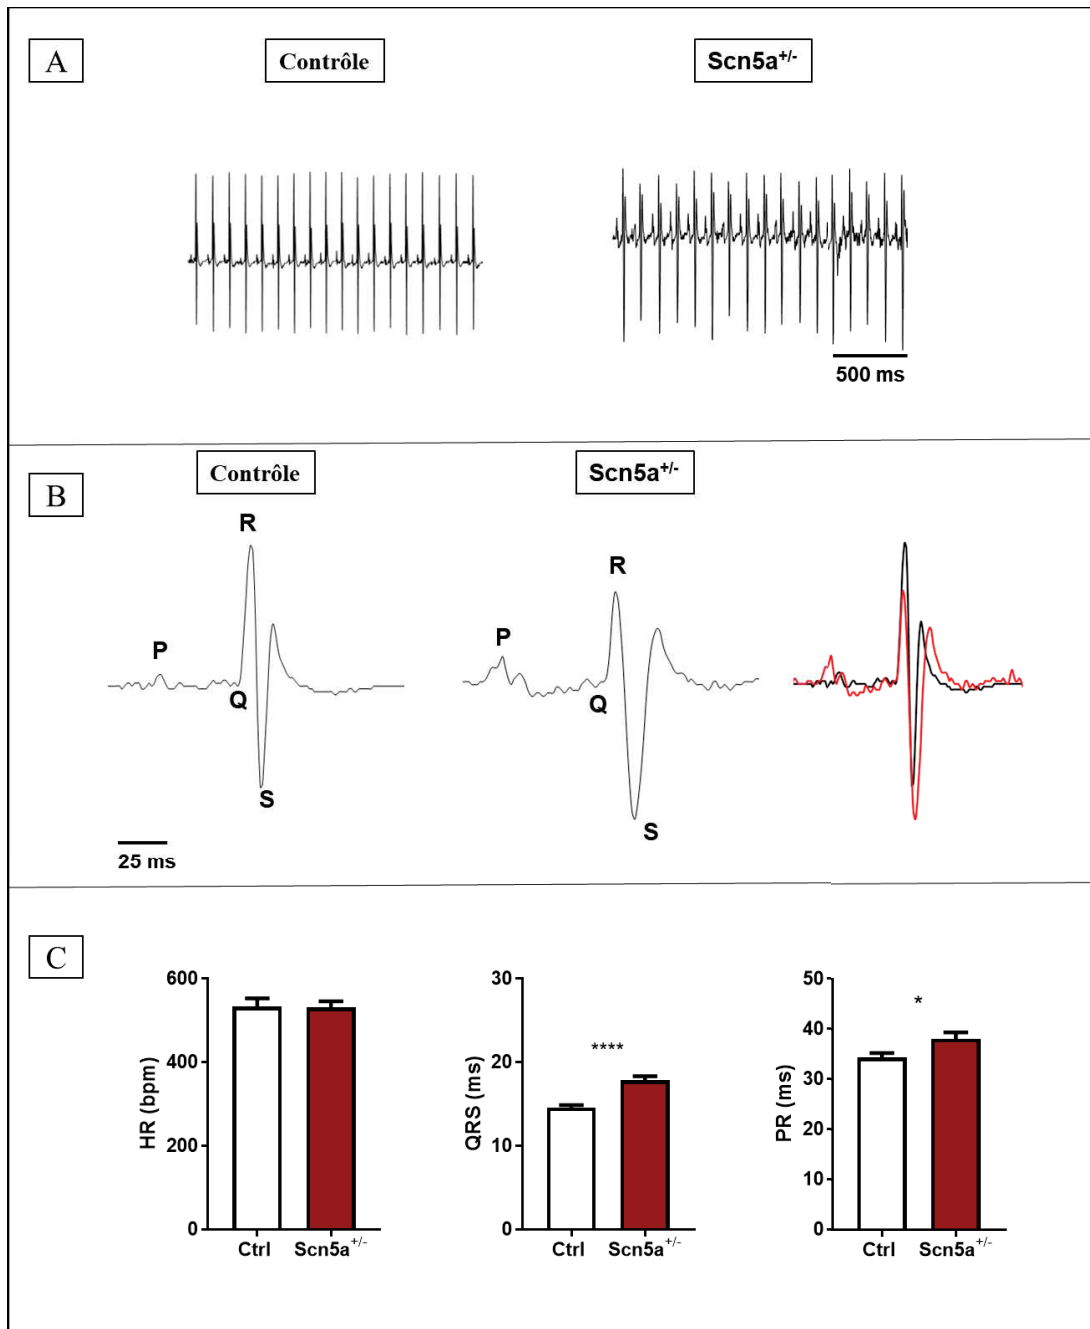 A
Contrôle
Scn5a+/-
500 ms
B
Contrôle
Scn5a+/-
R
P
Q
S
R
P
Q
S
25 ms
C
HR (bpm)
600
400
200
0
Ctrl
Scn5a+/-
QRS (ms)
30
20
10
0
****
Ctrl
Scn5a+/-
PR (ms)
50
40
30
20
10
0
*
Ctrl
Scn5a+/-